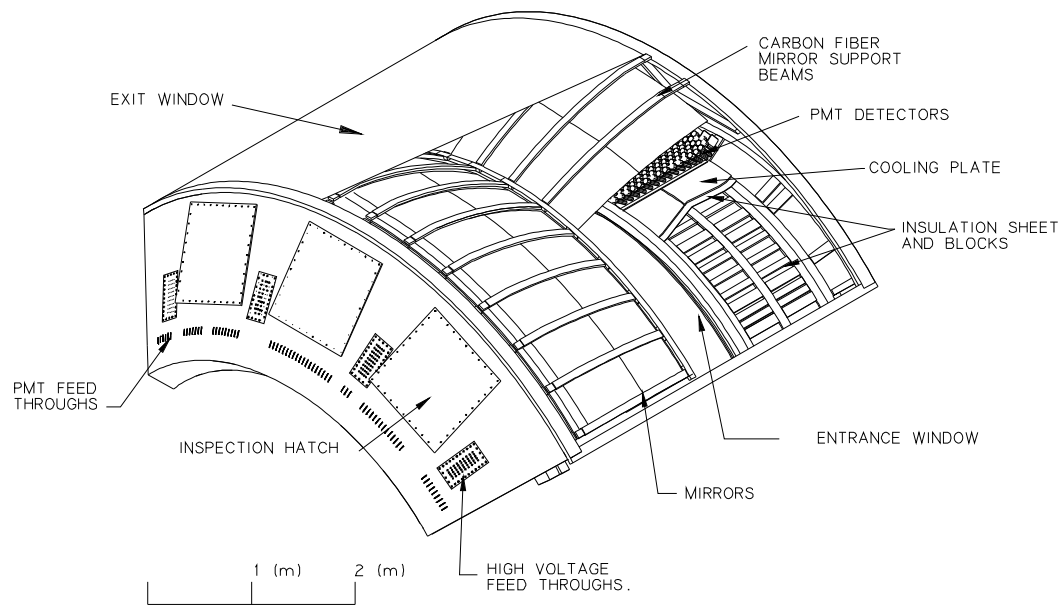 CARBON FIBER
MIRROR SUPPORT
BEAMS
EXIT WINDOW
PMT DETECTORS
COOLING PLATE
INSULATION SHEET
AND BLOCKS
PMT FEED
THROUGHS
INSPECTION HATCH
ENTRANCE WINDOW
MIRRORS
1 (m) 2 (m)
HIGH VOLTAGE
FEED THROUGHS.